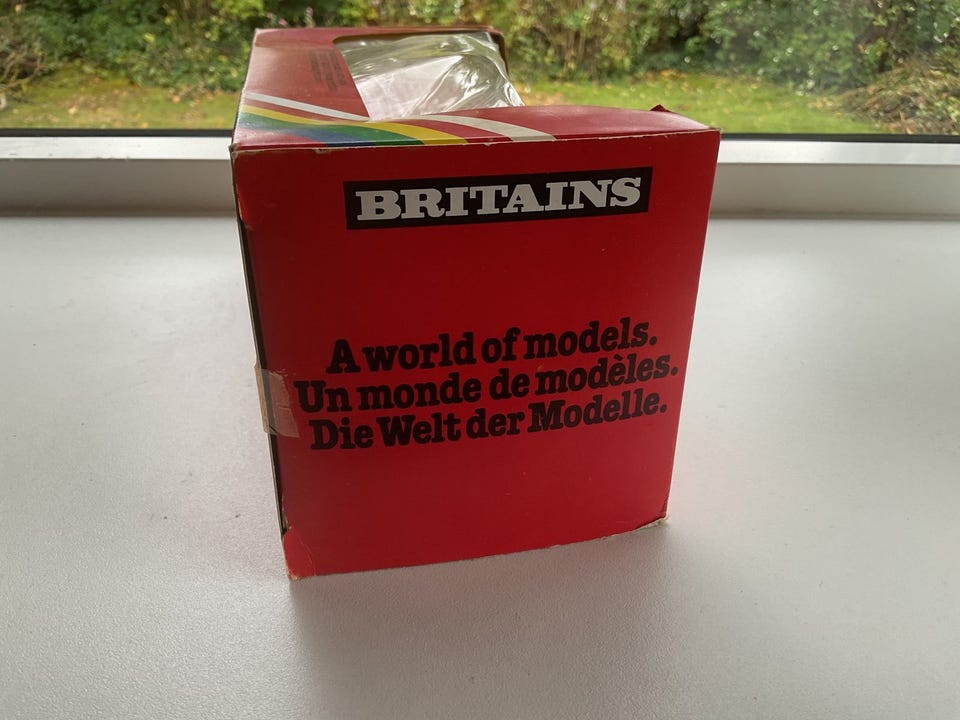 BRITAINS
A world of models.
Un monde de modèles.
Die Welt der Modelle.